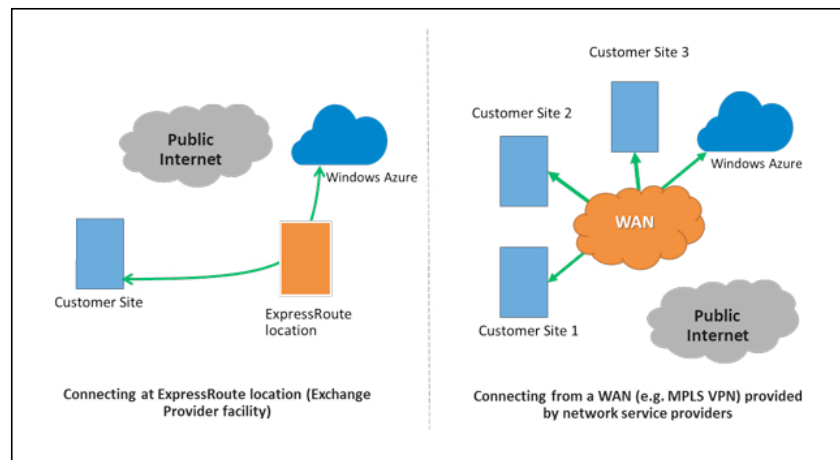 Public
Internet
Windows Azure
Customer Site
ExpressRoute
location
Connecting at ExpressRoute location (Exchange
Provider facility)
Customer Site 3
Customer Site 2
Windows Azure
WAN
Customer Site 1
Public
Internet
Connecting from a WAN (e.g. MPLS VPN) provided
by network service providers